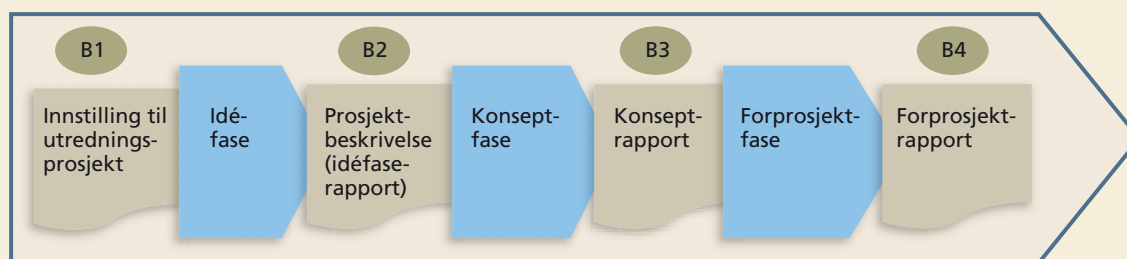 B1
B2
B3
B4
Innstilling til
utrednings-
prosjekt
Idé-
fase
Prosjekt-
beskrivelse
(idéfase-
rapport)
Konsept-
fase
Konsept-
rapport
Forprosjekt-
fase
Forprosjekt-
rapport